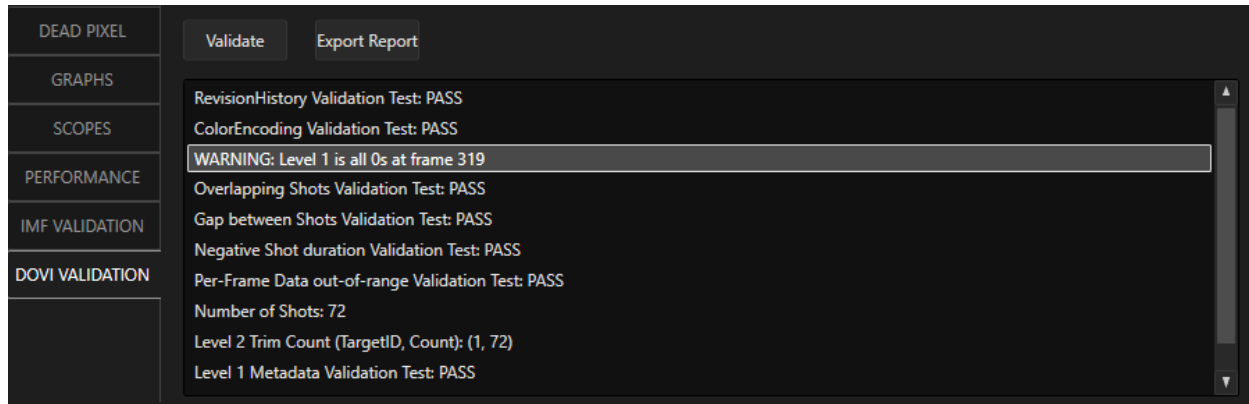 DEAD PIXEL
GRAPHS
SCOPES
PERFORMANCE
IMF VALIDATION
DOVI VALIDATION
Validate
Export Report
RevisionHistory Validation Test: PASS
ColorEncoding Validation Test: PASS
WARNING: Level 1 is all 0s at frame 319
Overlapping Shots Validation Test: PASS
Gap between Shots Validation Test: PASS
Negative Shot duration Validation Test: PASS
Per-Frame Data out-of-range Validation Test: PASS
Number of Shots: 72
Level 2 Trim Count (TargetID, Count): (1, 72)
Level 1 Metadata Validation Test: PASS